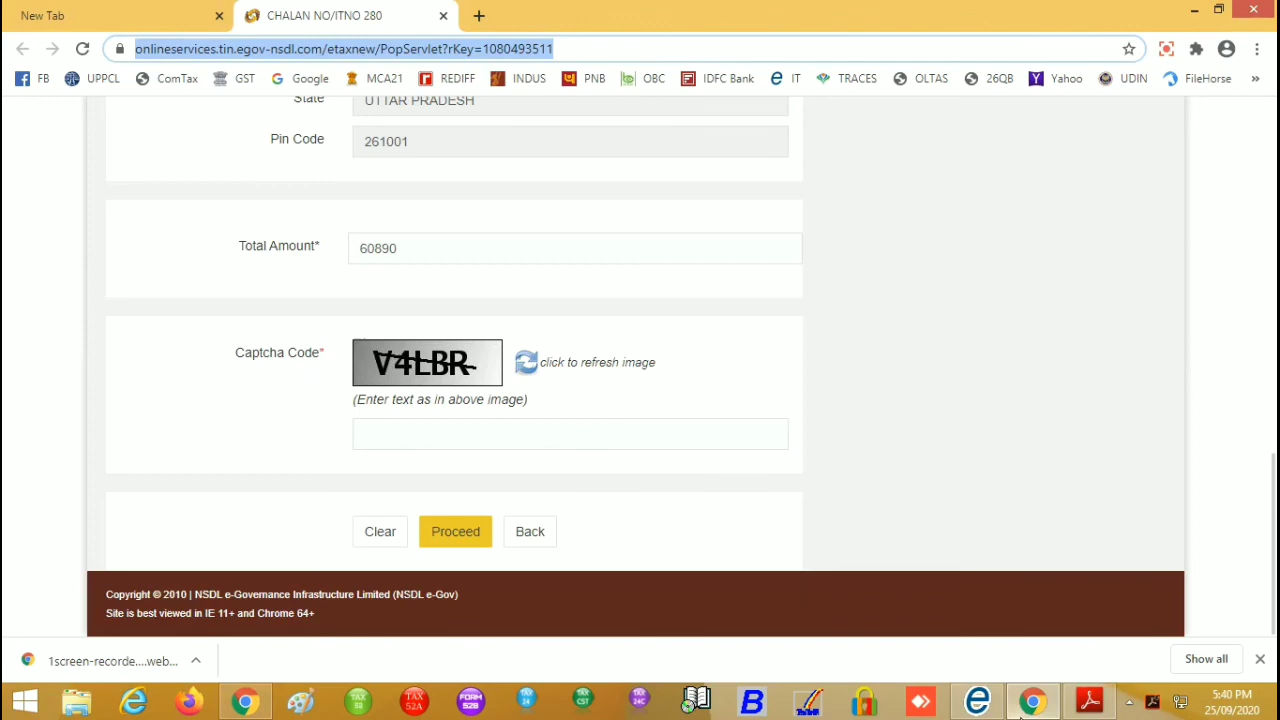 New Tab
CHALAN NO/ITNO 280
onlineservices.tin.egov-nsdl.com/etaxnew/PopServlet?rKey=1080493511
FB UPPCL ComTax GST Google MCA21 REDIFF INDUS PNB OBC IDFC Bank IT TRACES OLTAS 26QB Yahoo UDIN FileHorse
State UTTAR PRADESH
Pin Code 261001
Total Amount* 60890
Captcha Code* V4LBR click to refresh image
(Enter text as in above image)
Clear Proceed Back
Copyright © 2010 | NSDL e-Governance Infrastructure Limited (NSDL e-Gov)
Site is best viewed in IE 11+ and Chrome 64+
1screen-recorde....web... Show all
5:40 PM
25/09/2020